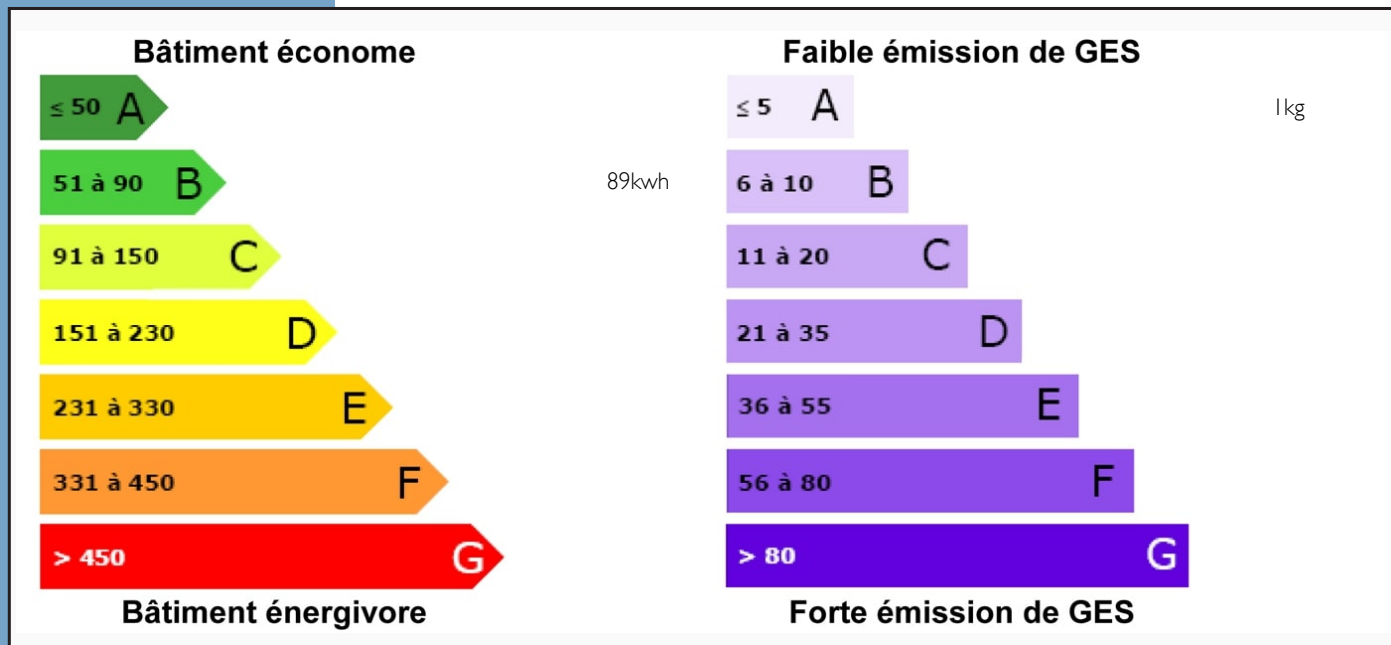 Bâtiment économe
≤ 50 A
51 à 90 B
89kwh
91 à 150 C
151 à 230 D
231 à 330 E
331 à 450 F
> 450 G
Bâtiment énergivore
Faible émission de GES
≤ 5 A
1kg
6 à 10 B
11 à 20 C
21 à 35 D
36 à 55 E
56 à 80 F
> 80 G
Forte émission de GES